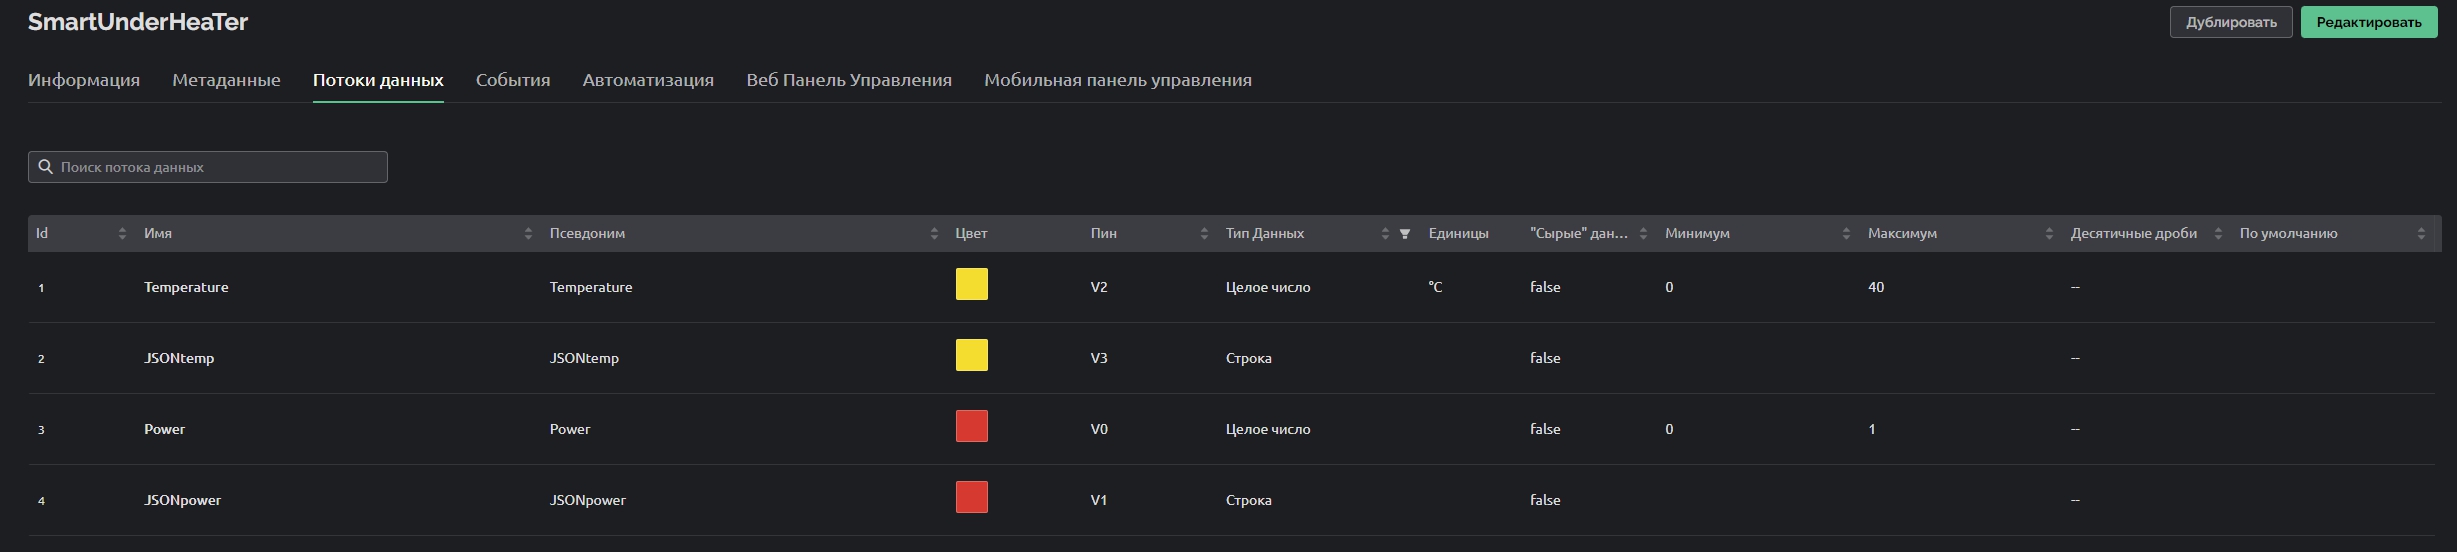 SmartUnderHeaTer
Дублировать Редактировать
Информация Метаданные Потоки данных События Автоматизация Веб Панель Управления Мобильная панель управления
Поиск потока данных
Id Имя Псевдоним Цвет Пин Тип Данных Единицы "Сырые" дан... Минимум Максимум Десятичные дроби По умолчанию
1 Temperature Temperature V2 Целое число °C false 0 40 --
2 JSONtemp JSONtemp V3 Строка false --
3 Power Power V0 Целое число false 0 1 --
4 JSONpower JSONpower V1 Строка false --